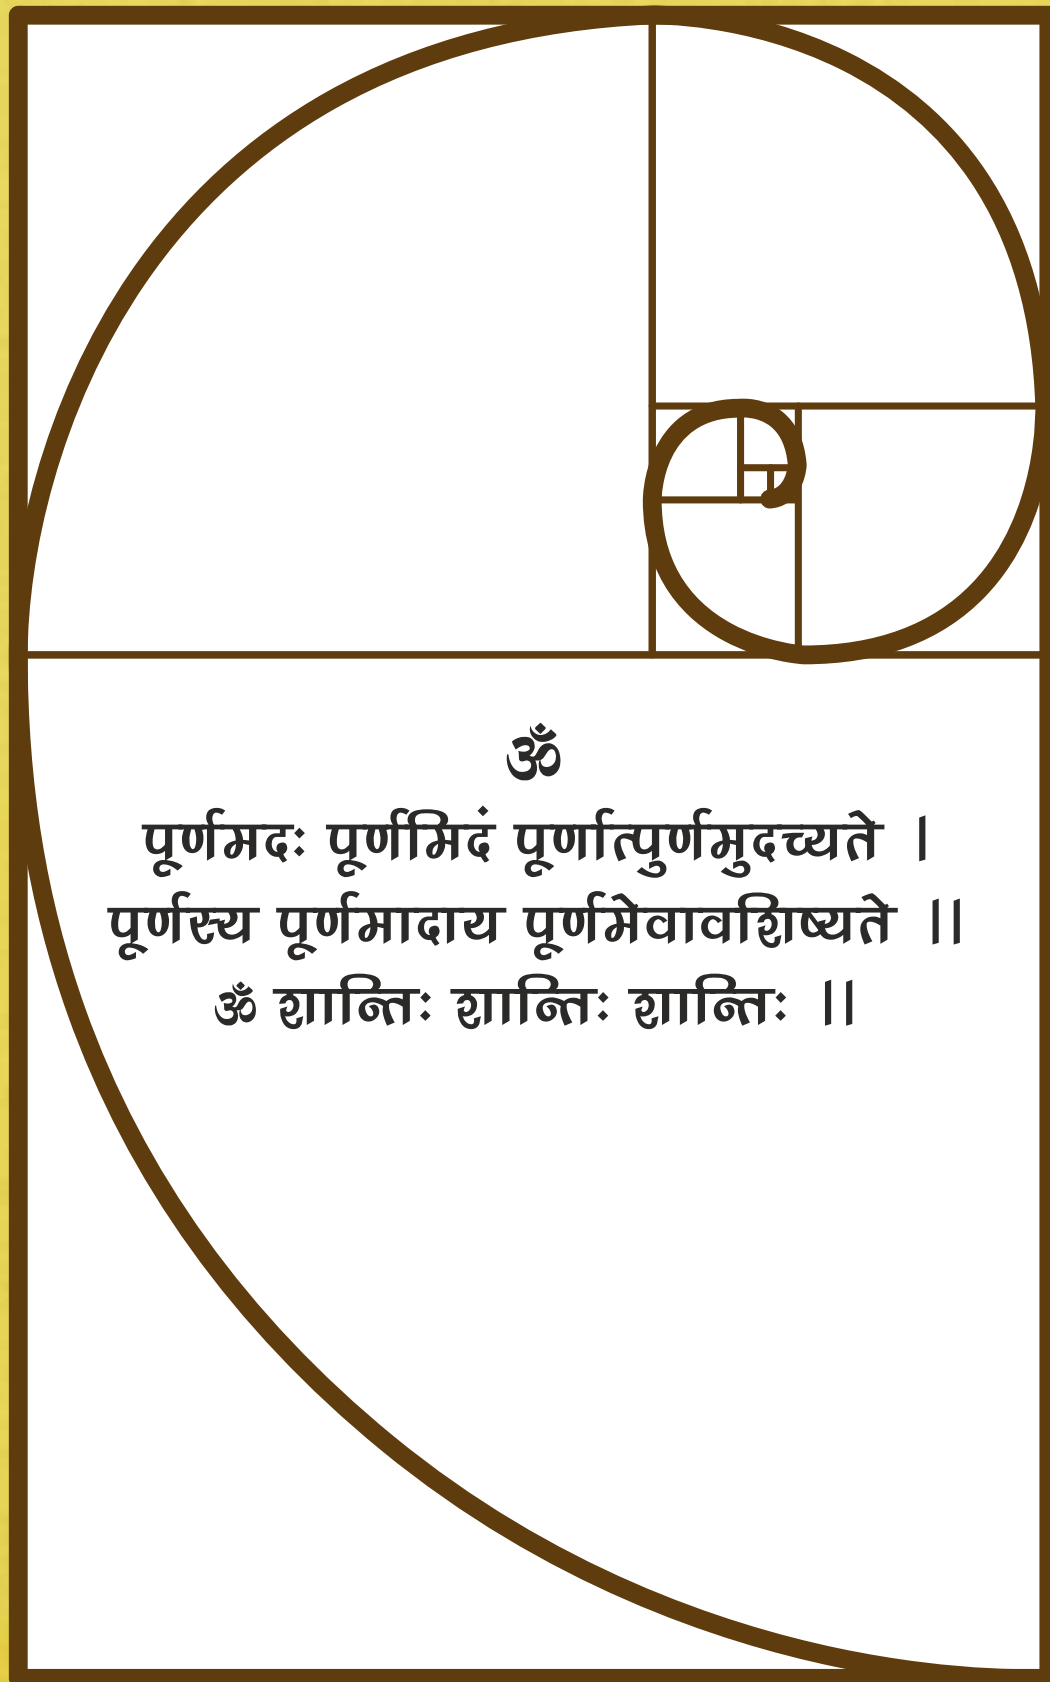 ॐ
पूर्णमदः पूर्णमिदं पूर्णात्पुर्णमुदच्यते ।
पूर्णस्य पूर्णमादाय पूर्णमेवावशिष्यते ।।
ॐ शान्तिः शान्तिः शान्तिः ।।